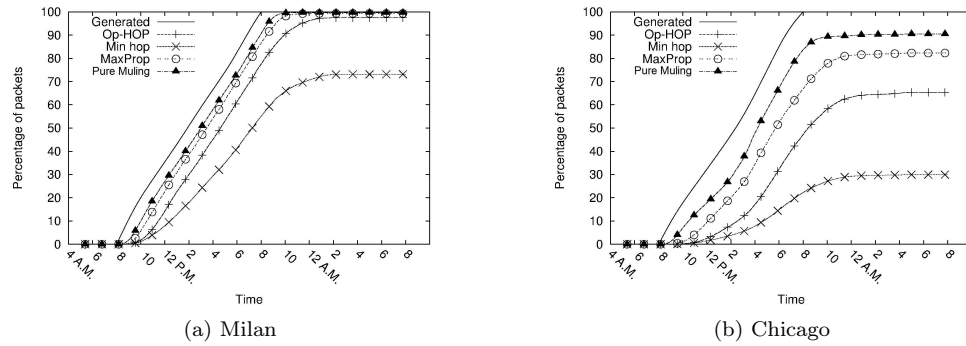 Generated
Op-HOP
Min hop
MaxProp
Pure Muling
100
90
80
70
60
50
40
30
20
10
0
Percentage of packets
4 A.M.
6
8
10
12 P.M.
2
4
6
8
10
12 A.M.
2
4
6
8
Time
(a) Milan
Generated
Op-HOP
Min hop
MaxProp
Pure Muling
100
90
80
70
60
50
40
30
20
10
0
Percentage of packets
4 A.M.
6
8
10
12 P.M.
2
4
6
8
10
12 A.M.
2
4
6
8
Time
(b) Chicago